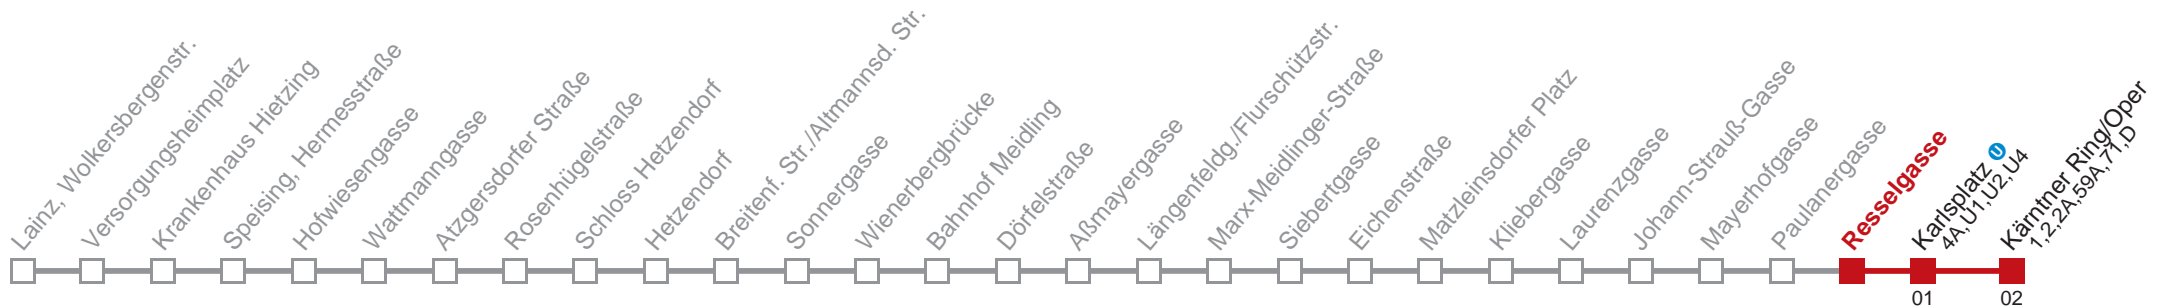 Lainz, Wolkersbergenstr.
Versorgungsheimplatz
Krankenhaus Hietzing
Speising, Hermesstraße
Hofwiesengasse
Wattmanngasse
Atzgersdorfer Straße
Rosenhügelstraße
Schloss Hetzendorf
Hetzendorf
Breitenf. Str./Altmannsd. Str.
Sonnergasse
Wienerbergbrücke
Bahnhof Meidling
Dörfelstraße
Aßmayergasse
Längenfeldg./Flurschützstr.
Marx-Meidlinger-Straße
Siebertgasse
Eichenstraße
Matzleinsdorfer Platz
Kliebergasse
Laurenzgasse
Johann-Strauß-Gasse
Mayerhofgasse
Paulanergasse
Resselgasse
Karlsplatz U
4A,U1,U2,U4
Kärntner Ring/Oper
1,2,2A,59A,71,D
01
02